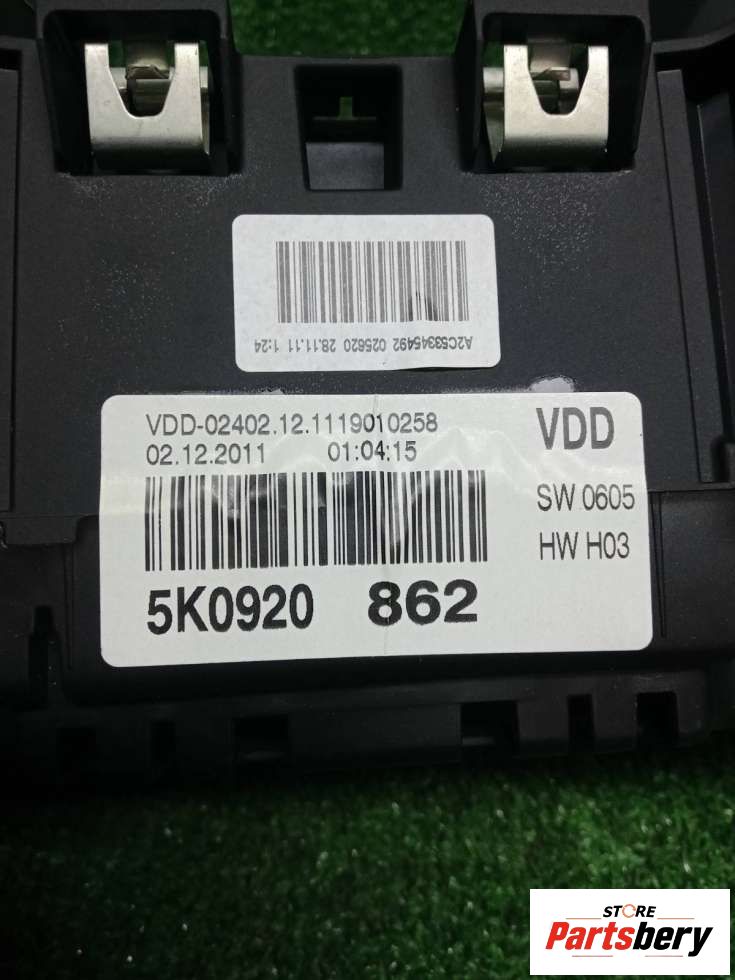 A2C53345492 025620 28.11.11 1:24
VDD-02402.12.1119010258
02.12.2011 01:04:15
VDD
SW 0605
HW H03
5K0920 862
STORE
Partsbery